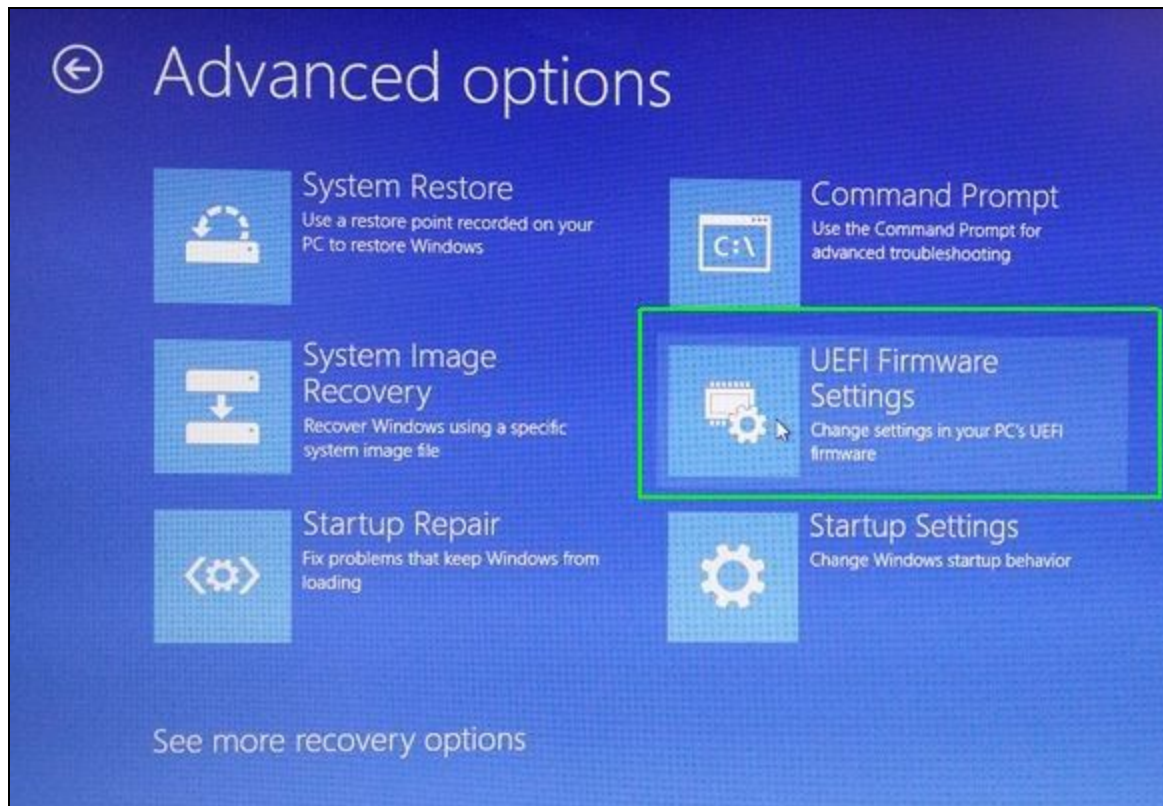 Advanced options
System Restore
Use a restore point recorded on your
PC to restore Windows
System Image
Recovery
Recover Windows using a specific
system image file
Startup Repair
Fix problems that keep Windows from
loading
Command Prompt
Use the Command Prompt for
advanced troubleshooting
C:\
UEFI Firmware
Settings
Change settings in your PC's UEFI
firmware
Startup Settings
Change Windows startup behavior
See more recovery options